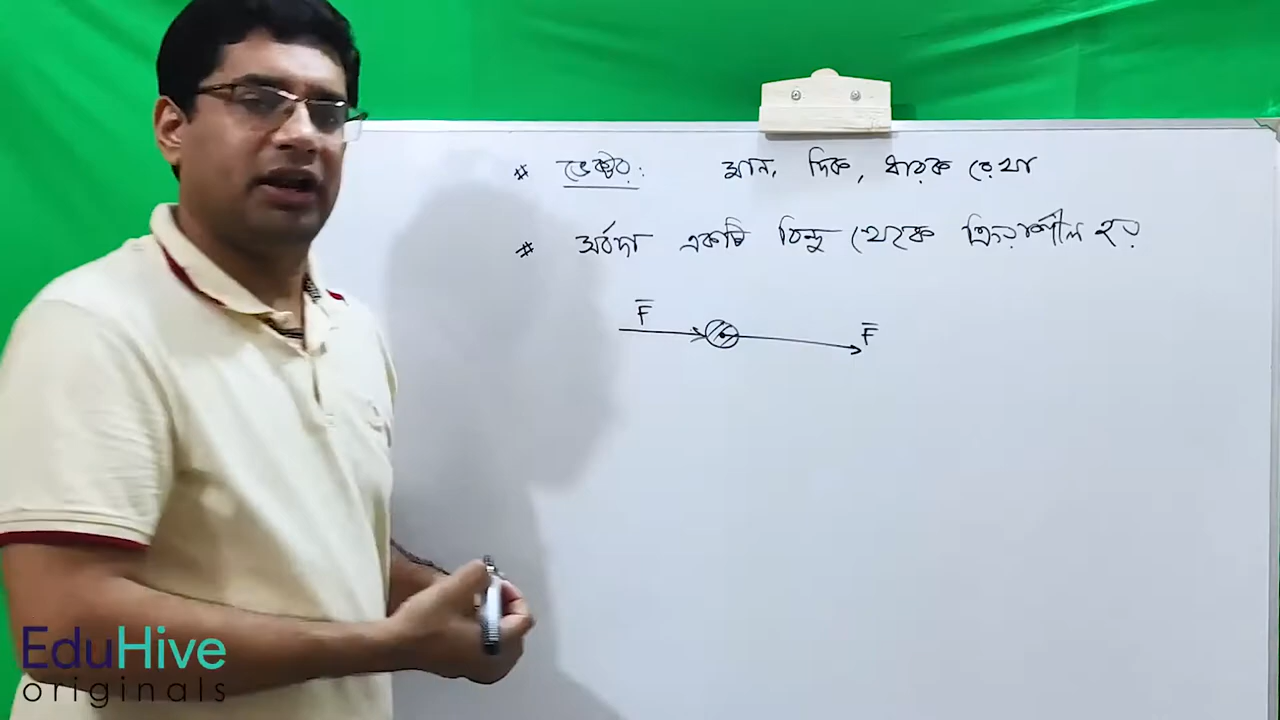 * ভেক্টর: মান, দিক, ধারক রেখা
* সর্বদা একটি বিন্দু থেকে ক্রিয়াশীল হয়
F̅ F̅
EduHive
originals